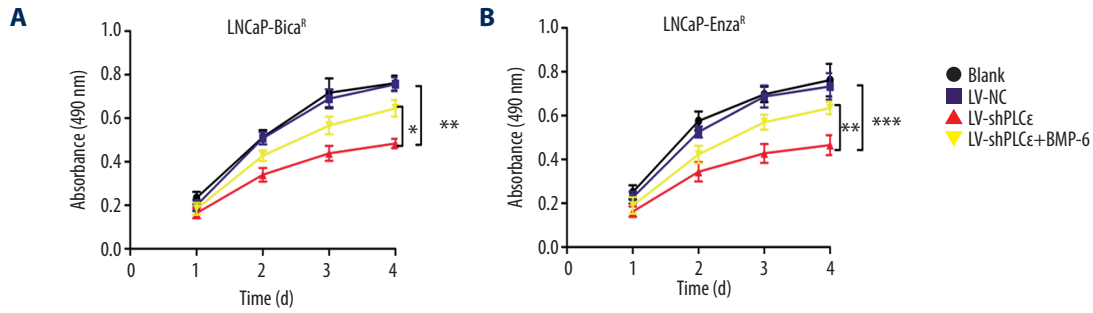 A
LNCaP-Bicaᴿ
Absorbance (490 nm)
1.0
0.8
0.6
0.4
0.2
0.0
0
1
2
3
4
Time (d)
*
**
B
LNCaP-Enzaᴿ
Absorbance (490 nm)
1.0
0.8
0.6
0.4
0.2
0.0
0
1
2
3
4
Time (d)
**
***
Blank
LV-NC
LV-shPLCε
LV-shPLCε+BMP-6